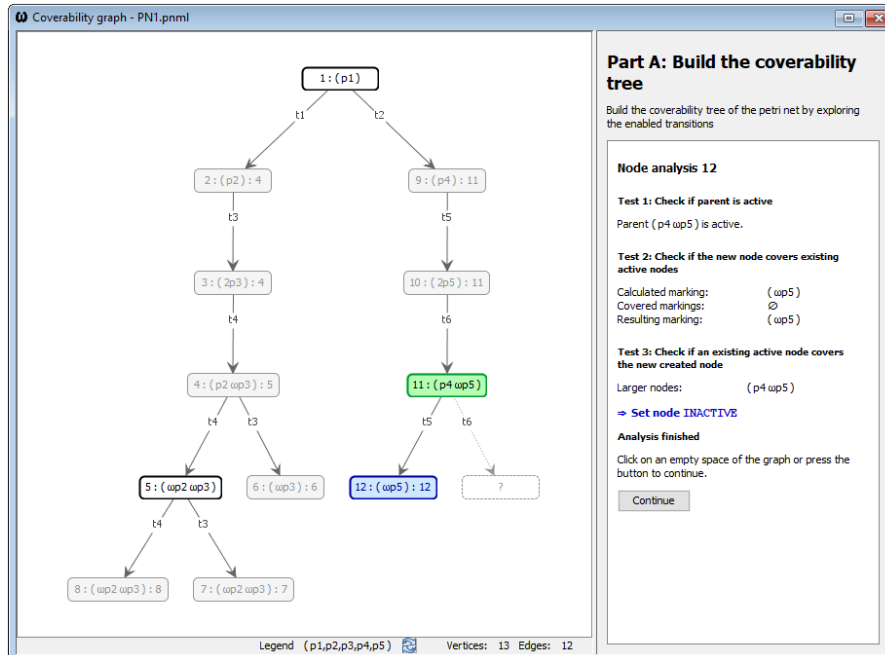 ω Coverability graph - PN1.pnml
1:(p1)
t1
t2
2:(p2):4
9:(p4):11
t3
t5
3:(2p3):4
10:(2p5):11
t4
t6
4:(p2 ωp3):5
11:(p4 ωp5)
t4
t3
t5
t6
5:(ωp2 ωp3)
6:(ωp3):6
12:(ωp5):12
?
t4
t3
8:(ωp2 ωp3):8
7:(ωp2 ωp3):7
Legend (p1,p2,p3,p4,p5)
Vertices: 13 Edges: 12
Part A: Build the coverability
tree
Build the coverability tree of the petri net by exploring
the enabled transitions
Node analysis 12
Test 1: Check if parent is active
Parent (p4 ωp5) is active.
Test 2: Check if the new node covers existing
active nodes
Calculated marking: (ωp5)
Covered markings: ∅
Resulting marking: (ωp5)
Test 3: Check if an existing active node covers
the new created node
Larger nodes: (p4 ωp5)
⇒ Set node INACTIVE
Analysis finished
Click on an empty space of the graph or press the
button to continue.
Continue